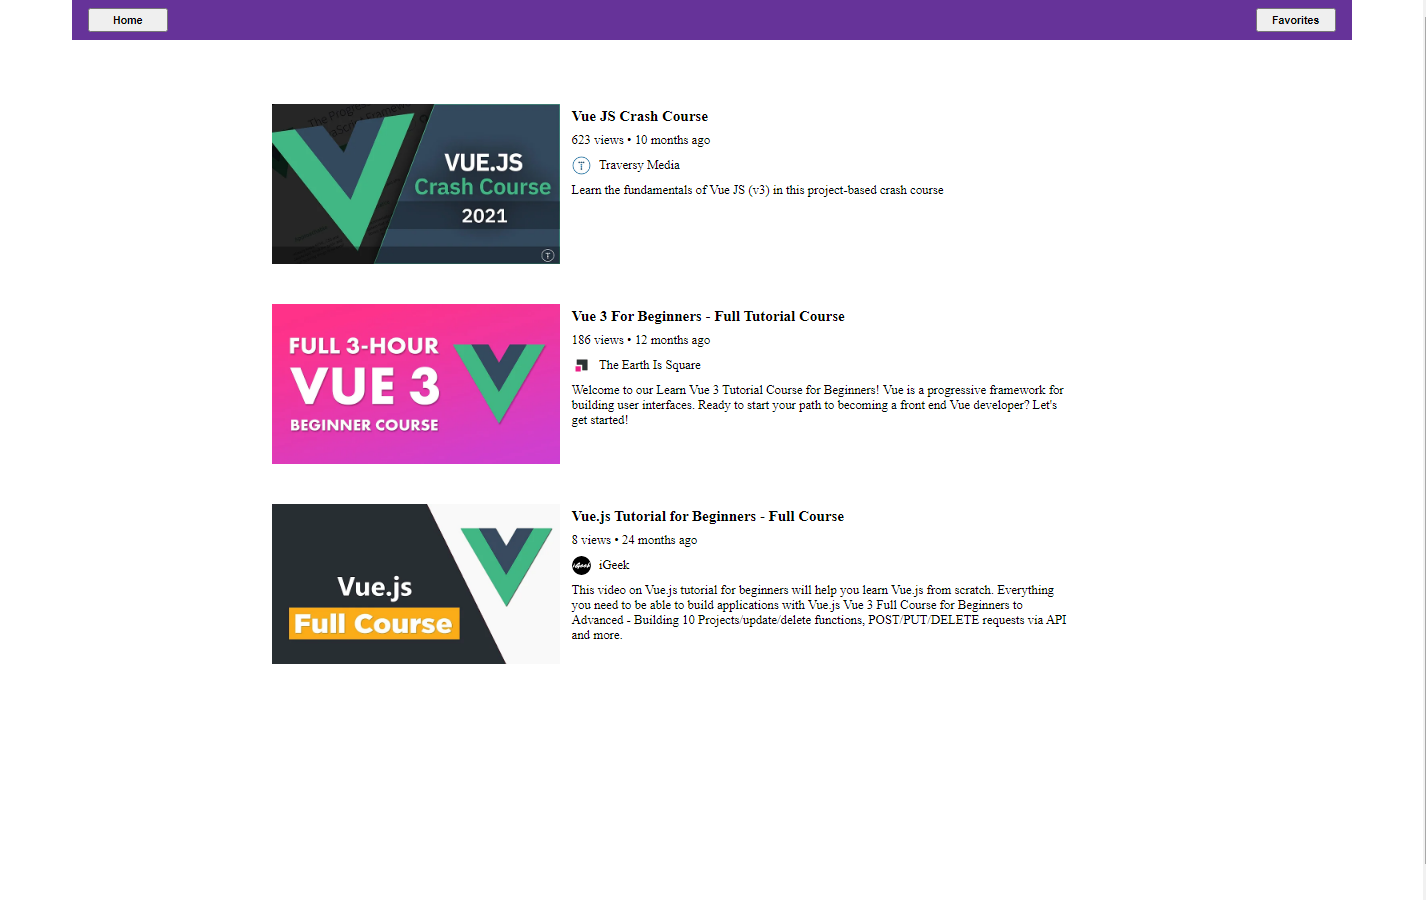 Home
Favorites
The Progre
VUE.JS
Crash Course
2021
Vue JS Crash Course
623 views • 10 months ago
Traversy Media
Learn the fundamentals of Vue JS (v3) in this project-based crash course
FULL 3-HOUR
VUE 3
BEGINNER COURSE
Vue 3 For Beginners - Full Tutorial Course
186 views • 12 months ago
The Earth Is Square
Welcome to our Learn Vue 3 Tutorial Course for Beginners! Vue is a progressive framework for
building user interfaces. Ready to start your path to becoming a front end Vue developer? Let's
get started!
Vue.js
Full Course
Vue.js Tutorial for Beginners - Full Course
8 views • 24 months ago
iGeek
iGeek
This video on Vue.js tutorial for beginners will help you learn Vue.js from scratch. Everything
you need to be able to build applications with Vue.js Vue 3 Full Course for Beginners to
Advanced - Building 10 Projects/update/delete functions, POST/PUT/DELETE requests via API
and more.